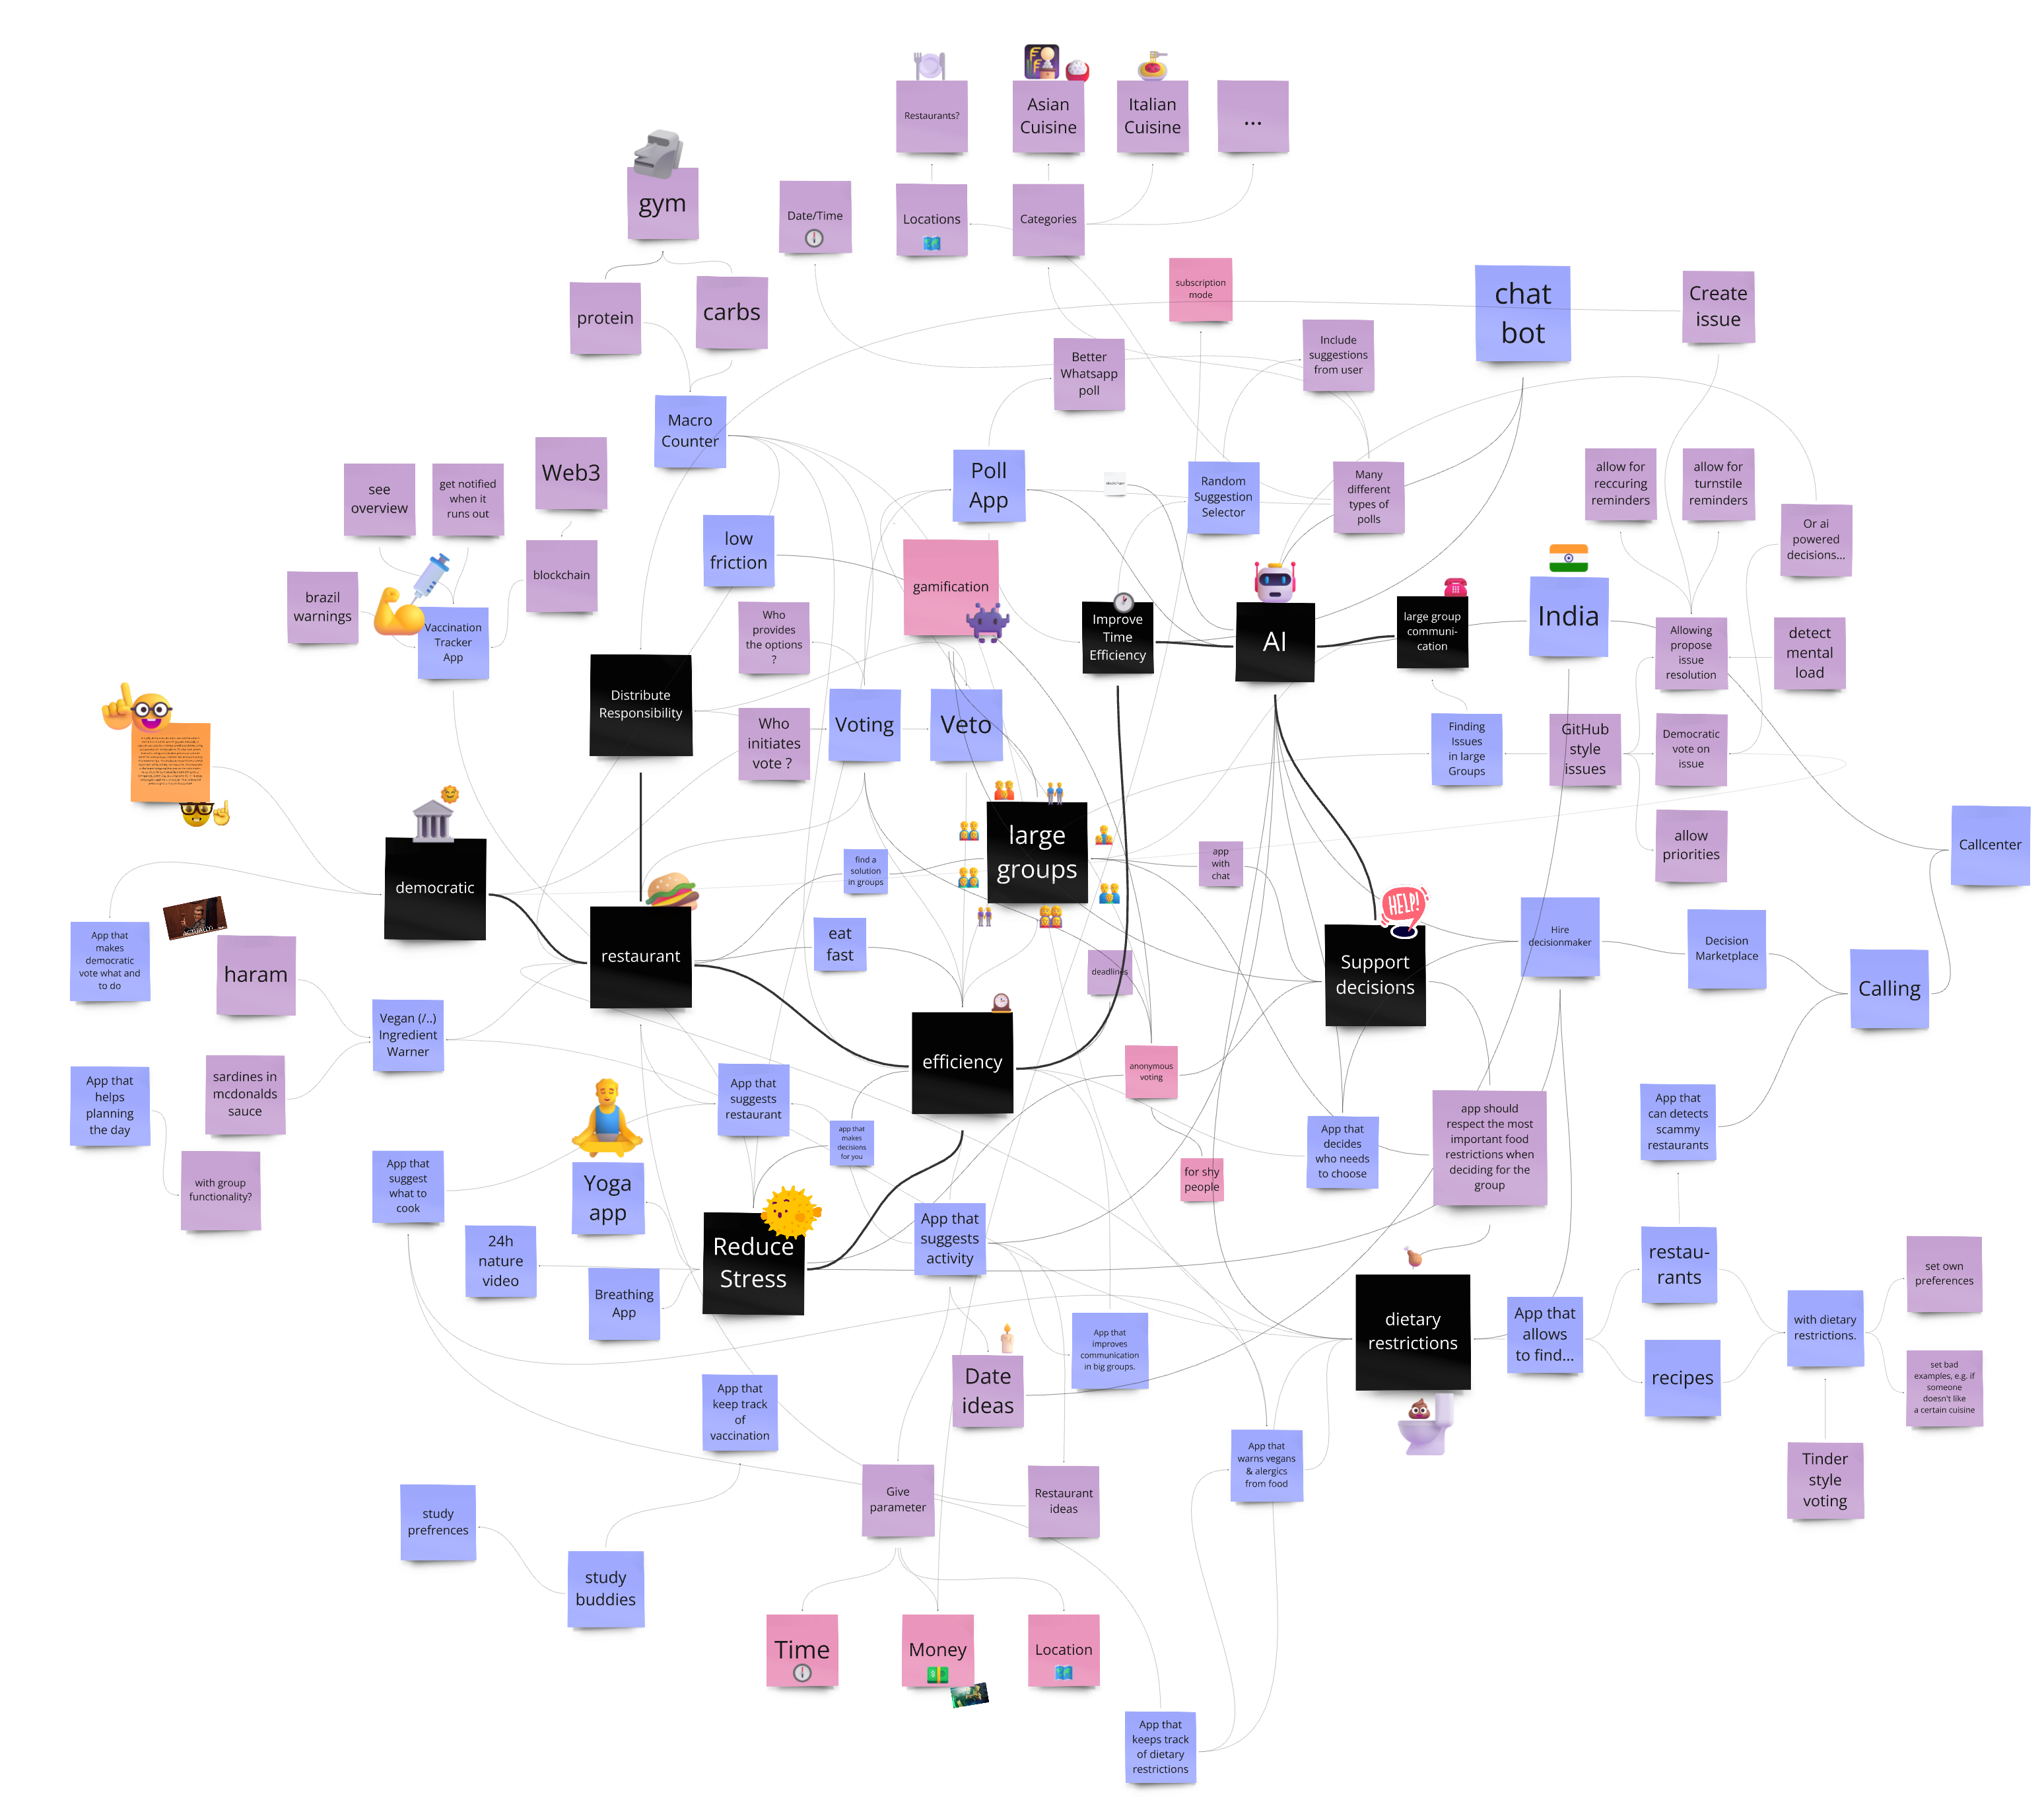 Restaurants?
Asian
Cuisine
Italian
Cuisine
...
gym
Date/Time
Locations
Categories
protein
carbs
subscription
mode
chat
bot
Create
issue
Better
Whatsapp
poll
Include
suggestions
from user
Macro
Counter
see
overview
get notified
when it
runs out
Web3
Poll
App
Random
Suggestion
Selector
Many
different
types of
polls
allow for
reccuring
reminders
allow for
turnstile
reminders
Or ai
powered
decisions...
low
friction
gamification
brazil
warnings
blockchain
Vaccination
Tracker
App
Who
provides
the options
?
Improve
Time
Efficiency
AI
large group
communi-
cation
India
Allowing
propose
issue
resolution
detect
mental
load
Distribute
Responsibility
Who
initiates
vote ?
Voting
Veto
Finding
Issues
in large
Groups
GitHub
style
issues
Democratic
vote on
issue
democratic
find a
solution
in groups
large
groups
app
with
chat
allow
priorities
Callcenter
App that
makes
democratic
vote what and
to do
ACTUALLY
haram
restaurant
eat
fast
deadlines
HELP!
Support
decisions
Hire
decisionmaker
Decision
Marketplace
Calling
Vegan (/..)
Ingredient
Warner
efficiency
App that
helps
planning
the day
sardines in
mcdonalds
sauce
App that
suggests
restaurant
anonymous
voting
app that
makes
decisions
for you
App that
decides
who needs
to choose
app should
respect the most
important food
restrictions when
deciding for the
group
App that
can detects
scammy
restaurants
with group
functionality?
App that
suggest
what to
cook
Yoga
app
for shy
people
24h
nature
video
Breathing
App
Reduce
Stress
App that
suggests
activity
restau-
rants
set own
preferences
App that
improves
communication
in big groups.
dietary
restrictions
App that
allows
to find...
with dietary
restrictions.
recipes
set bad
examples, e.g. if
someone
doesn't like
a certain cuisine
Date
ideas
App that
keep track
of
vaccination
App that
warns vegans
& alergics
from food
Tinder
style
voting
study
prefrences
Give
parameter
Restaurant
ideas
study
buddies
Time
Money
Location
App that
keeps track
of dietary
restrictions